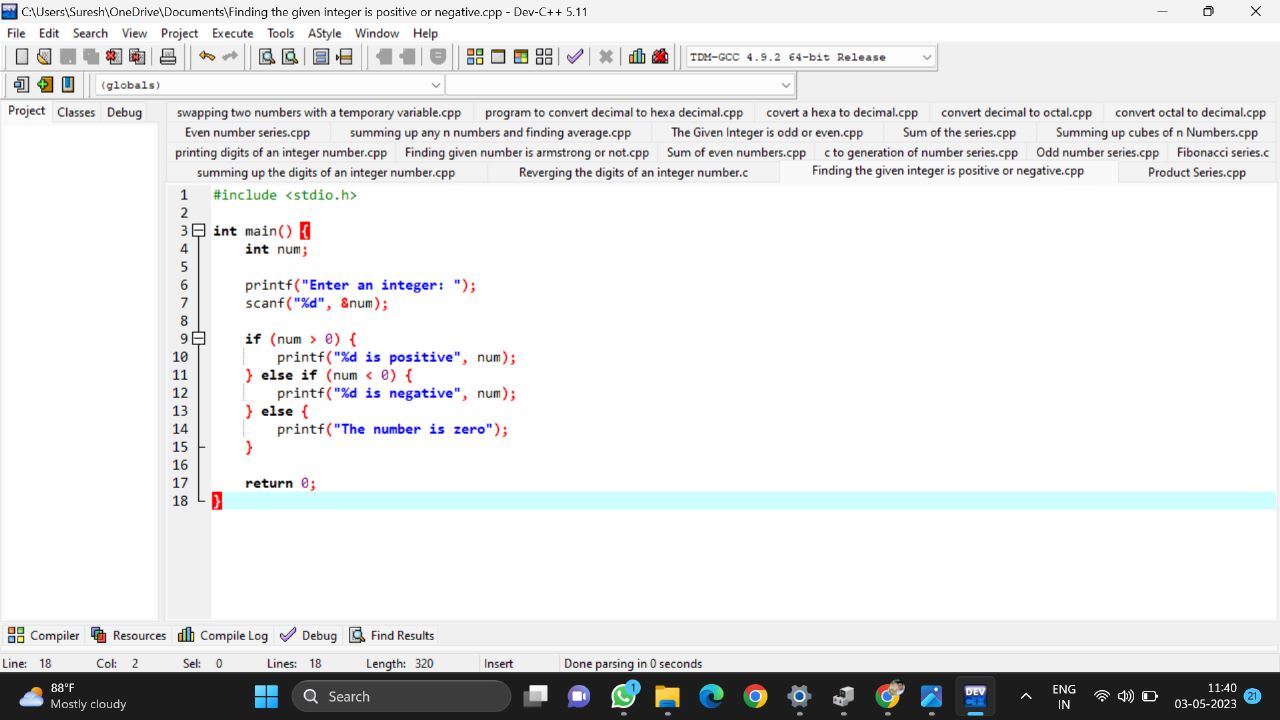 C:\Users\Suresh\OneDrive\Documents\Finding the given integer is positive or negative.cpp - Dev-C++ 5.11
File Edit Search View Project Execute Tools AStyle Window Help
TDM-GCC 4.9.2 64-bit Release
(globals)
Project Classes Debug
swapping two numbers with a temporary variable.cpp program to convert decimal to hexa decimal.cpp covert a hexa to decimal.cpp convert decimal to octal.cpp convert octal to decimal.cpp
Even number series.cpp summing up any n numbers and finding average.cpp The Given Integer is odd or even.cpp Sum of the series.cpp Summing up cubes of n Numbers.cpp
printing digits of an integer number.cpp Finding given number is armstrong or not.cpp Sum of even numbers.cpp c to generation of number series.cpp Odd number series.cpp Fibonacci series.c
summing up the digits of an integer number.cpp Reverging the digits of an integer number.c Finding the given integer is positive or negative.cpp Product Series.cpp
1 #include <stdio.h>
2
3 int main() {
4 int num;
5
6 printf("Enter an integer: ");
7 scanf("%d", &num);
8
9 if (num > 0) {
10 printf("%d is positive", num);
11 } else if (num < 0) {
12 printf("%d is negative", num);
13 } else {
14 printf("The number is zero");
15 }
16
17 return 0;
18 }
Compiler Resources Compile Log Debug Find Results
Line: 18 Col: 2 Sel: 0 Lines: 18 Length: 320 Insert Done parsing in 0 seconds
88°F
Mostly cloudy
Search
1
DEV
C++
ENG
IN
11:40
03-05-2023
21